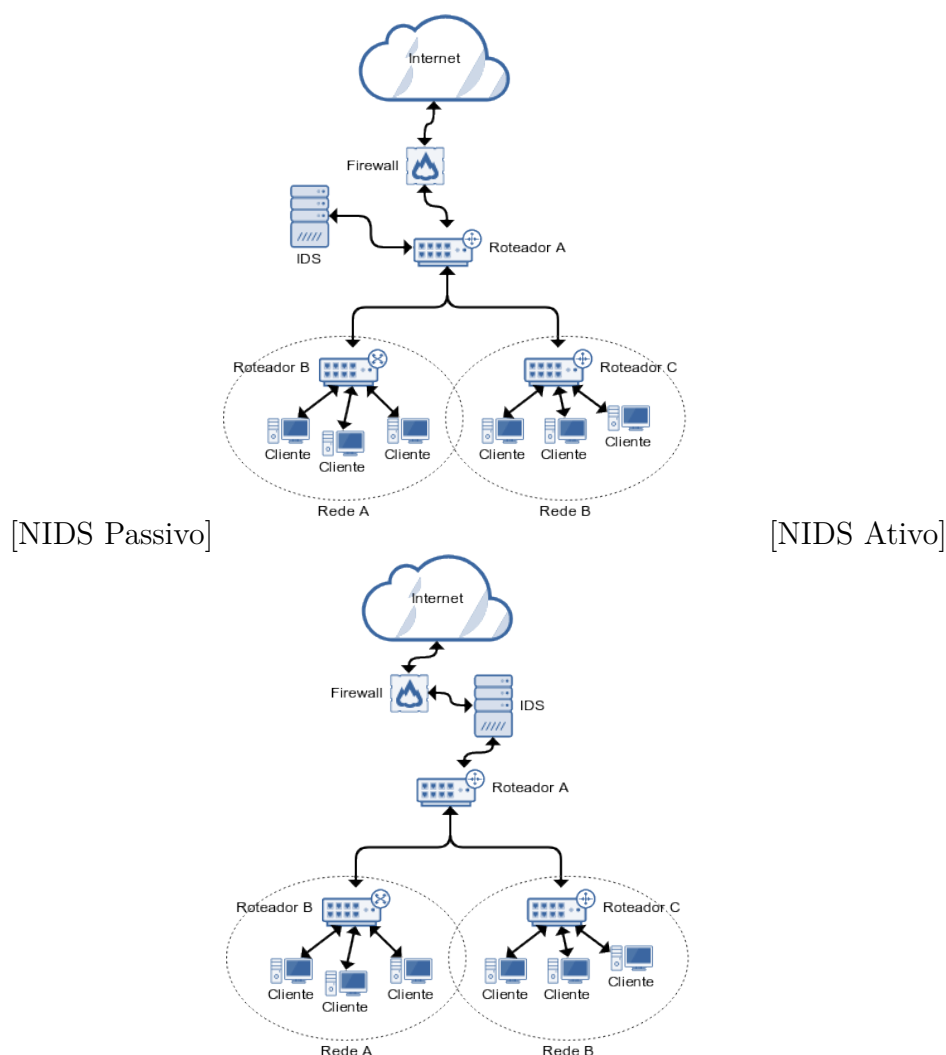 Internet
Firewall
IDS
Roteador A
Roteador B
Roteador C
Cliente
Cliente
Cliente
Cliente
Cliente
Cliente
Rede A
Rede B
[NIDS Passivo]
[NIDS Ativo]
Internet
Firewall
IDS
Roteador A
Roteador B
Roteador C
Cliente
Cliente
Cliente
Cliente
Cliente
Cliente
Rede A
Rede B